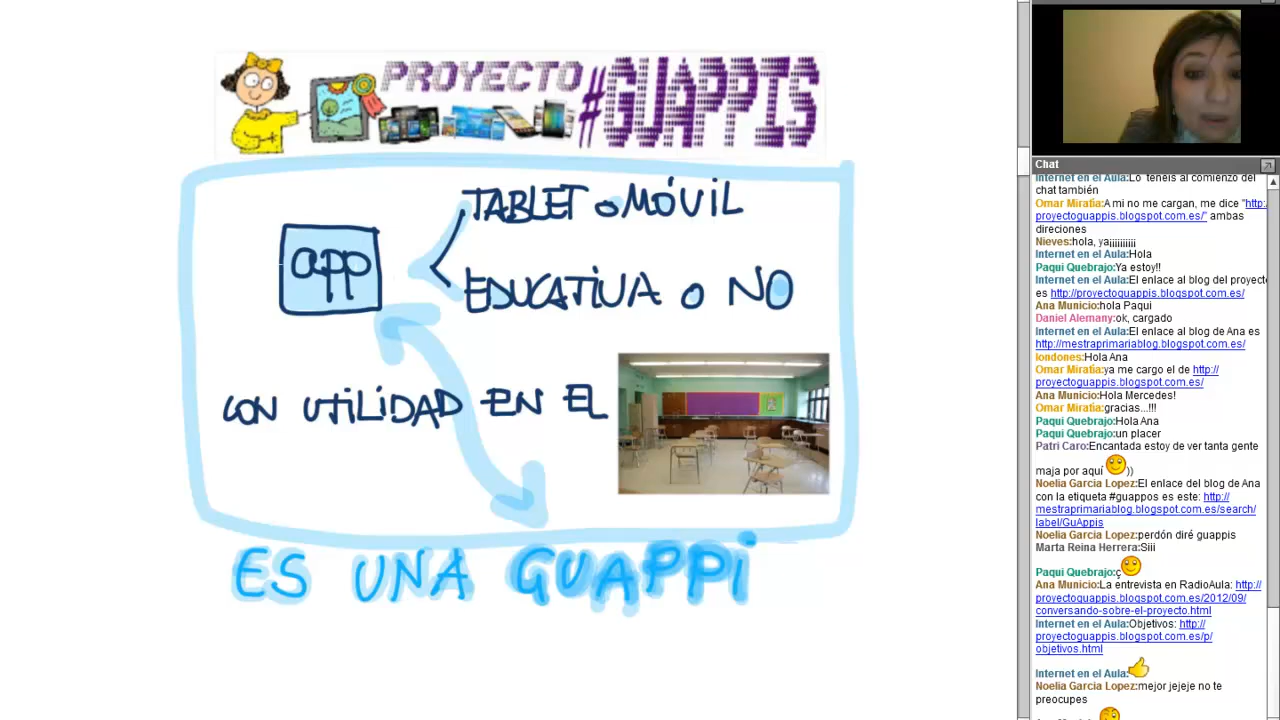 PROYECTO #GUAPPIS
app
TABLET o MÓVIL
EDUCATIVA o NO
CON UTILIDAD EN EL
ES UNA GUAPPi
Chat
Internet en el Aula:Lo tenéis al comienzo del
chat también
Omar Miratía:A mi no me cargan, me dice "http:/
proyectoguappis.blogspot.com.es/" ambas
direciones
Nieves:hola, ya¡¡¡¡¡¡¡¡¡¡
Internet en el Aula:Hola
Paqui Quebrajo:Ya estoy!!
Internet en el Aula:El enlace al blog del proyecto
es http://proyectoguappis.blogspot.com.es/
Ana Municio:hola Paqui
Daniel Alemany:ok, cargado
Internet en el Aula:El enlace al blog de Ana es
http://mestraprimariablog.blogspot.com.es/
londones:Hola Ana
Omar Miratía:ya me cargo el de http://
proyectoguappis.blogspot.com.es/
Ana Municio:Hola Mercedes!
Omar Miratía:gracias...!!!
Paqui Quebrajo:Hola Ana
Paqui Quebrajo:un placer
Patri Caro:Encantada estoy de ver tanta gente
maja por aquí ))
Noelia Garcia Lopez:El enlace del blog de Ana
con la etiqueta #guappos es este: http://
mestraprimariablog.blogspot.com.es/search/
label/GuAppis
Noelia Garcia Lopez:perdón diré guappis
Marta Reina Herrera:Siii
Paqui Quebrajo:ç
Ana Municio:La entrevista en RadioAula: http://
proyectoguappis.blogspot.com.es/2012/09/
conversando-sobre-el-proyecto.html
Internet en el Aula:Objetivos: http://
proyectoguappis.blogspot.com.es/p/
objetivos.html
Internet en el Aula:
Noelia Garcia Lopez:mejor jejeje no te
preocupes